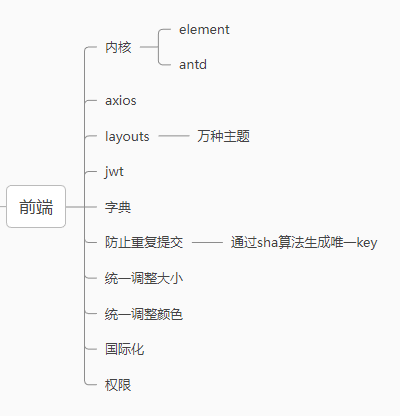 前端
内核
element
antd
axios
layouts
万种主题
jwt
字典
防止重复提交
通过sha算法生成唯一key
统一调整大小
统一调整颜色
国际化
权限